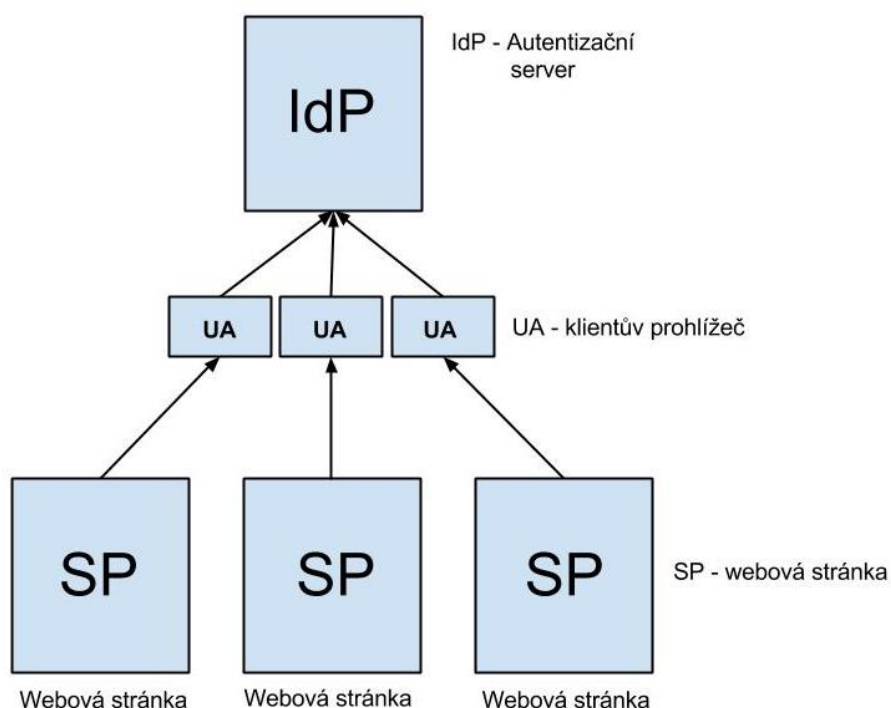 IdP - Autentizační
server
IdP
UA
UA
UA
UA - klientův prohlížeč
SP
SP
SP
SP - webová stránka
Webová stránka
Webová stránka
Webová stránka